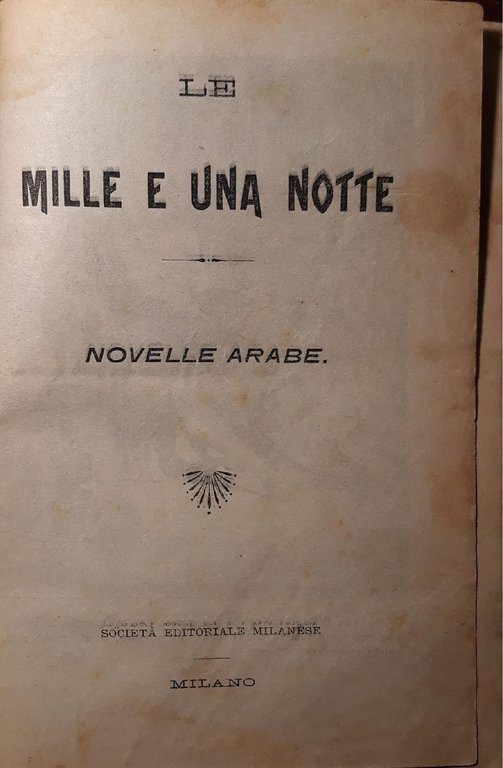 LE
MILLE E UNA NOTTE
NOVELLE ARABE.
SOCIETÀ EDITORIALE MILANESE
MILANO